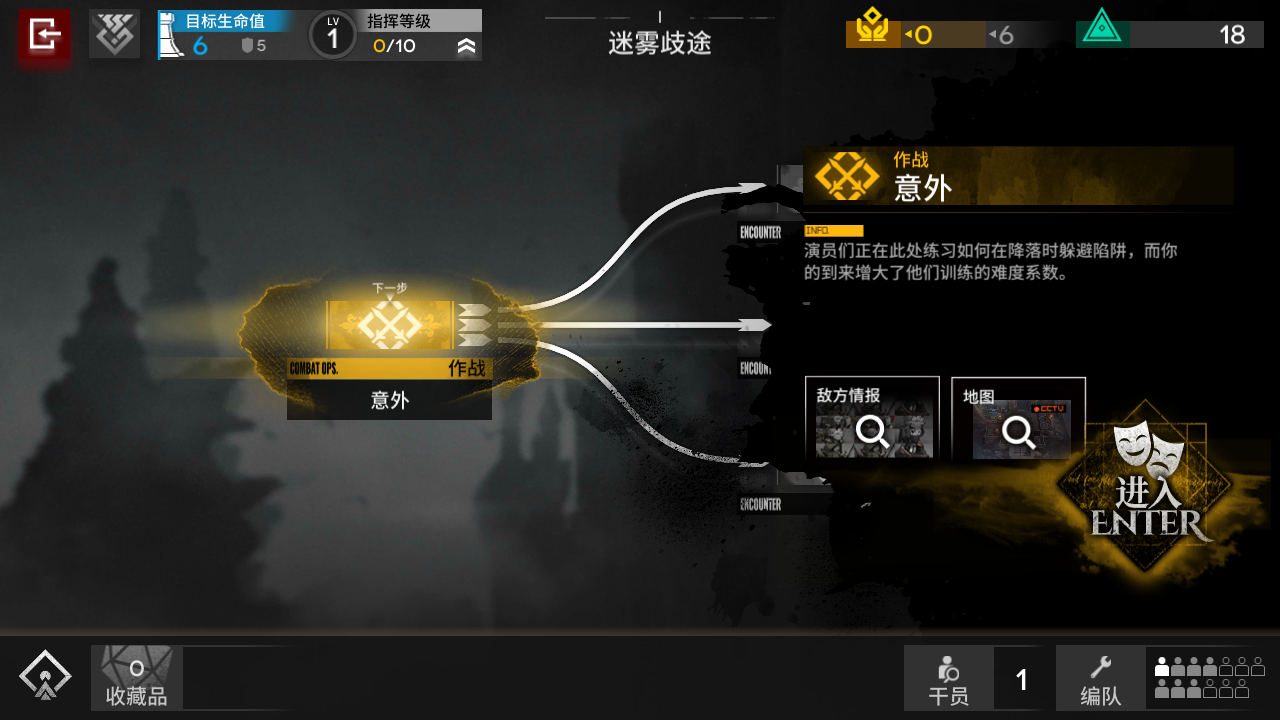 目标生命值
6
5
LV
1
指挥等级
0/10
迷雾歧途
0
6
18
作战
意外
INFO.
演员们正在此处练习如何在降落时躲避陷阱，而你
的到来增大了他们训练的难度系数。
ENCOUNTER
下一步
COMBAT OPS.
作战
意外
敌方情报
地图
CCTV
进入
ENTER
ENCOUNTER
0
收藏品
干员
1
编队